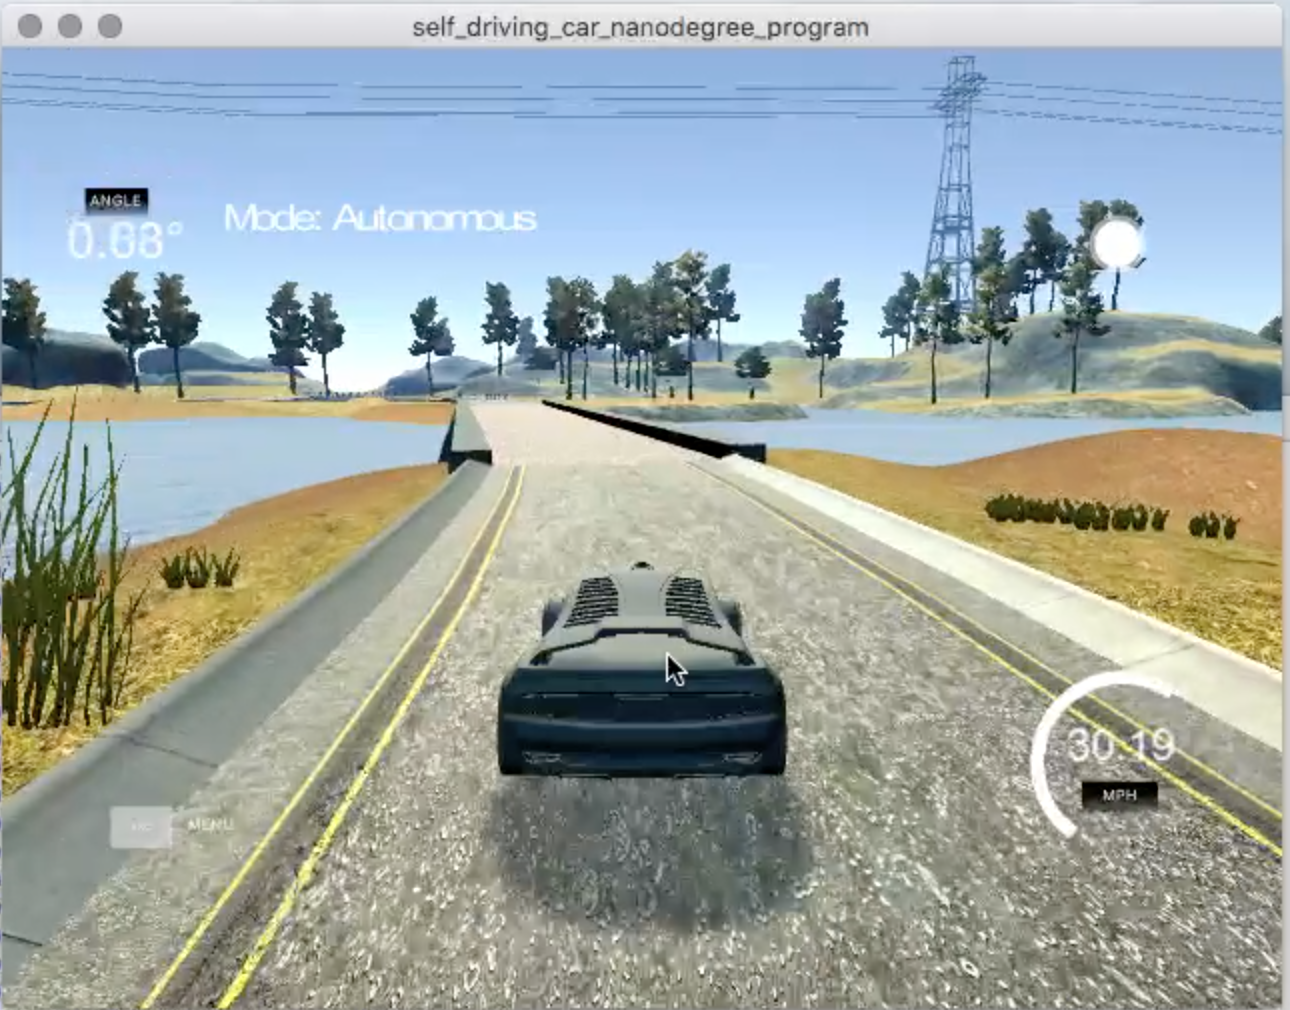 self_driving_car_nanodegree_program
ANGLE
Mode: Autonomous
0.68°
30.19
MPH
MENU